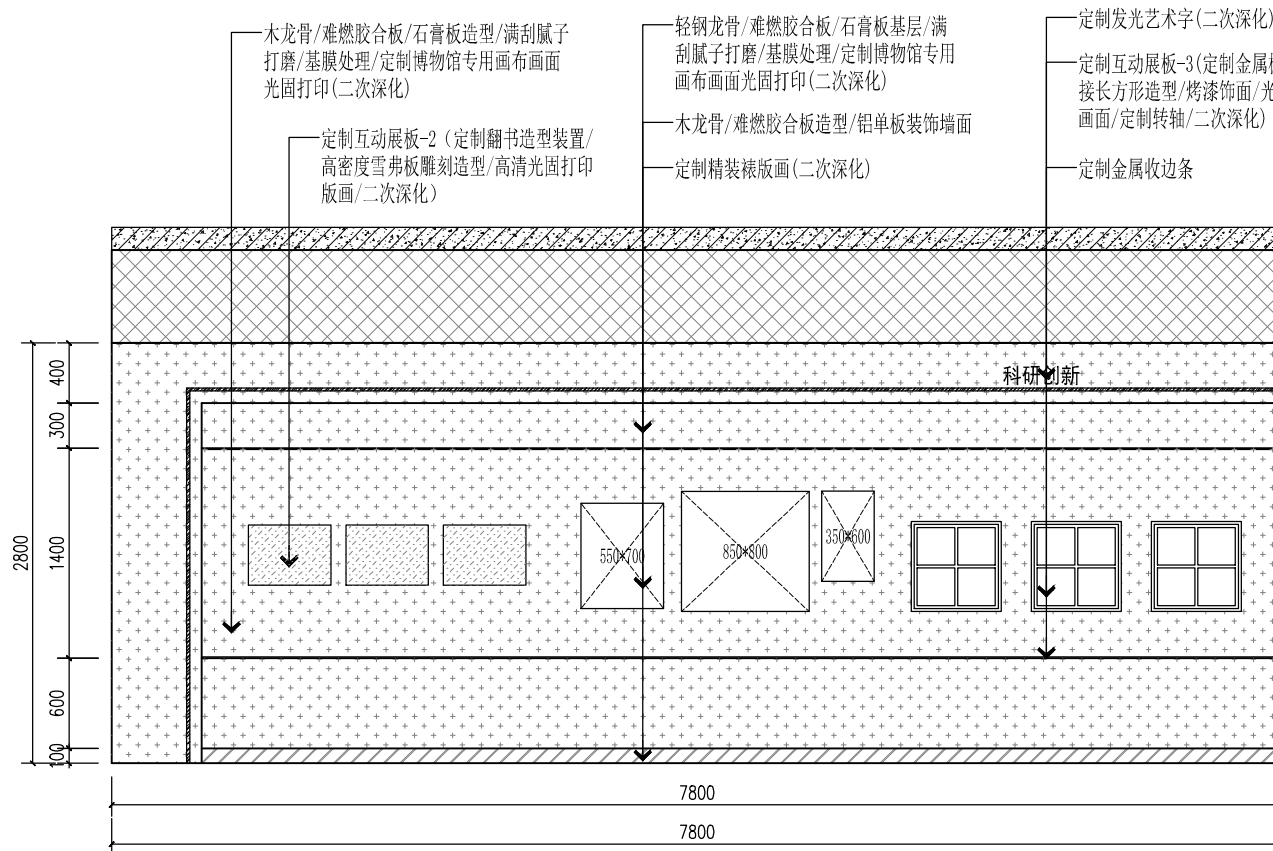 木龙骨/难燃胶合板/石膏板造型/满刮腻子
打磨/基膜处理/定制博物馆专用画布画面
光固打印(二次深化)
定制互动展板-2（定制翻书造型装置/
高密度雪弗板雕刻造型/高清光固打印
版画/二次深化）
轻钢龙骨/难燃胶合板/石膏板基层/满
刮腻子打磨/基膜处理/定制博物馆专用
画布画面光固打印(二次深化)
木龙骨/难燃胶合板造型/铝单板装饰墙面
定制精装裱版画(二次深化)
定制发光艺术字(二次深化)
定制互动展板-3(定制金属
接长方形造型/烤漆饰面/光
画面/定制转轴/二次深化)
定制金属收边条
科研创新
400
300
1400
600
100
2800
550*700
850*800
350*600
7800
7800